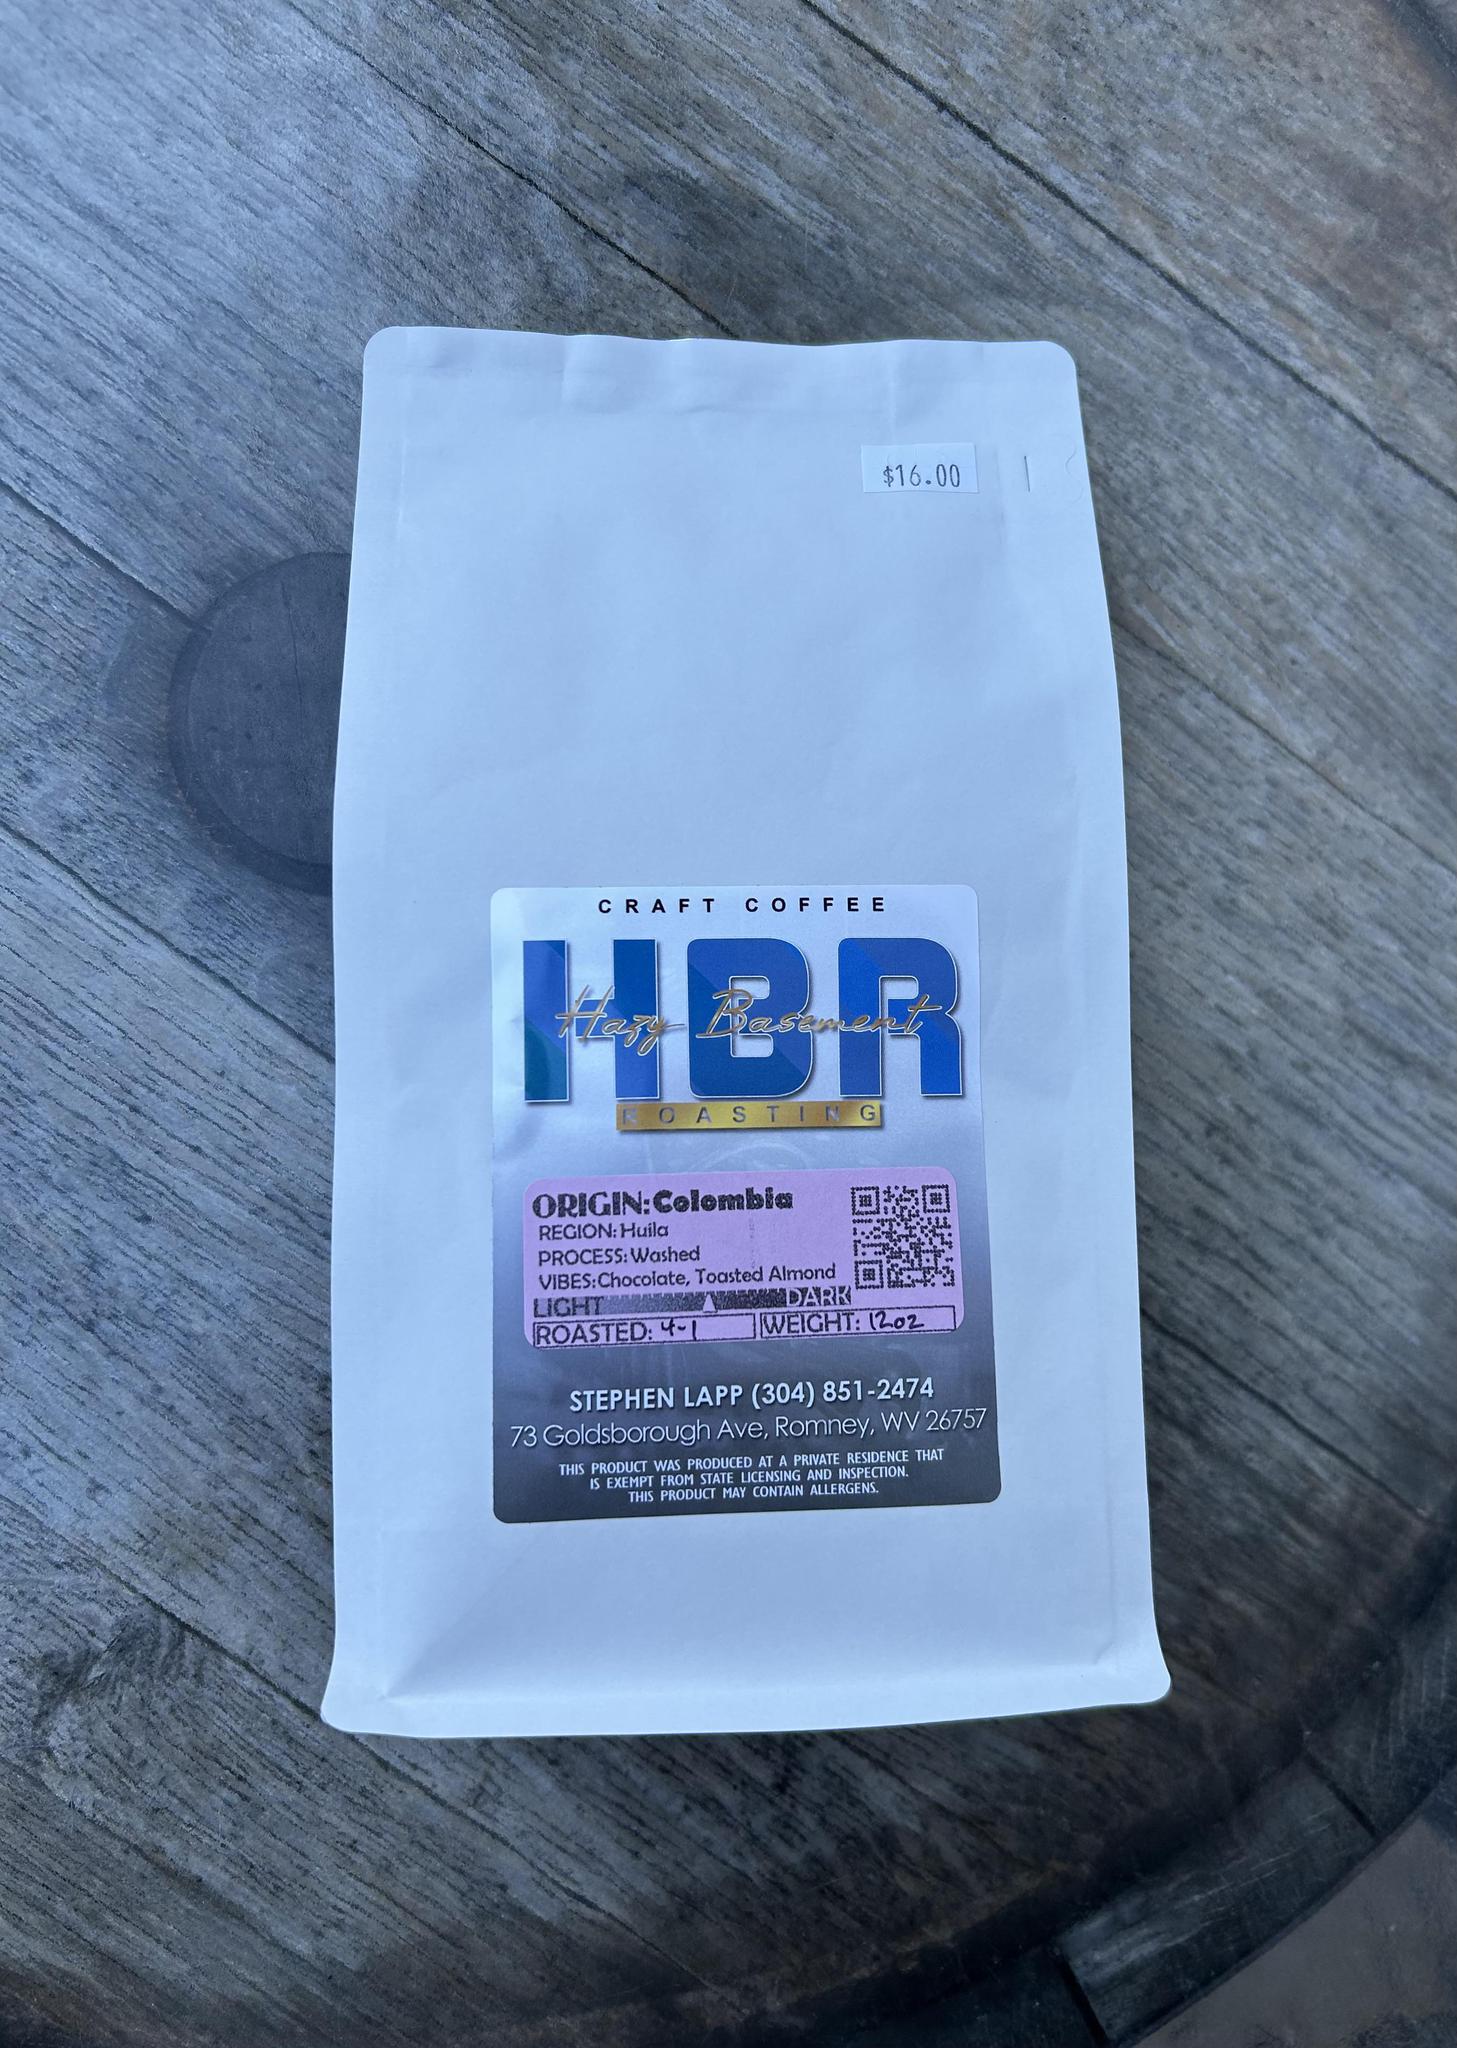 $16.00
CRAFT COFFEE
HBR
Hazy Basement
ROASTING
ORIGIN: Colombia
REGION: Huila
PROCESS: Washed
VIBES: Chocolate, Toasted Almond
LIGHT DARK
ROASTED: 4-1 WEIGHT: 12oz
STEPHEN LAPP (304) 851-2474
73 Goldsborough Ave, Romney, WV 26757
THIS PRODUCT WAS PRODUCED AT A PRIVATE RESIDENCE THAT
IS EXEMPT FROM STATE LICENSING AND INSPECTION.
THIS PRODUCT MAY CONTAIN ALLERGENS.